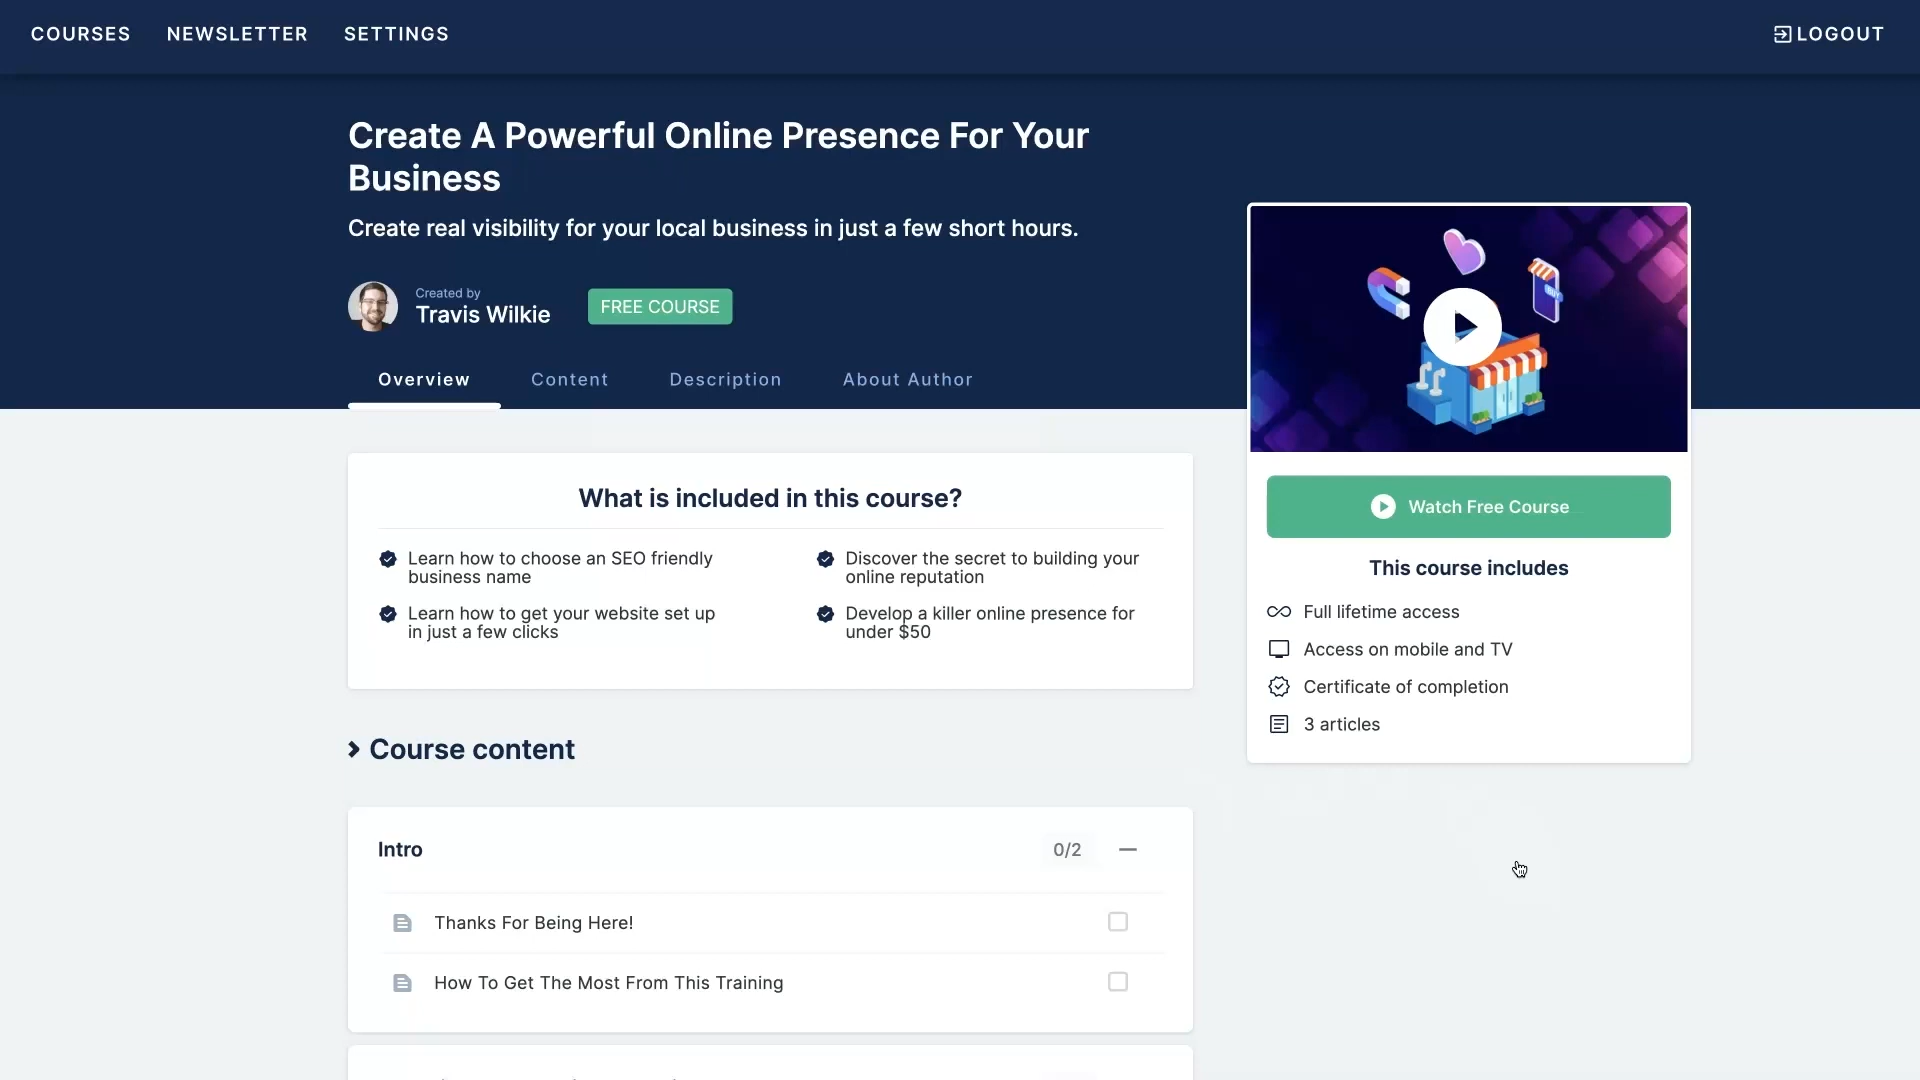 COURSES NEWSLETTER SETTINGS LOGOUT
Create A Powerful Online Presence For Your
Business
Create real visibility for your local business in just a few short hours.
Created by
Travis Wilkie
FREE COURSE
Overview Content Description About Author
BUY
What is included in this course?
Learn how to choose an SEO friendly
business name
Discover the secret to building your
online reputation
Learn how to get your website set up
in just a few clicks
Develop a killer online presence for
under $50
Watch Free Course
This course includes
Full lifetime access
Access on mobile and TV
Certificate of completion
3 articles
Course content
Intro 0/2
Thanks For Being Here!
How To Get The Most From This Training